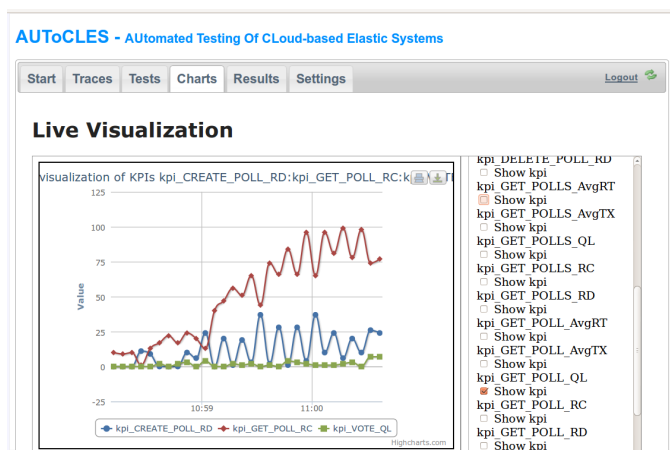 AUToCLES - AUtomated Testing Of CLoud-based Elastic Systems
Start Traces Tests Charts Results Settings Logout
Live Visualization
visualization of KPIs kpi_CREATE_POLL_RD:kpi_GET_POLL_RC:k
125
100
75
50
25
0
-25
Value
10:59 11:00
kpi_CREATE_POLL_RD kpi_GET_POLL_RC kpi_VOTE_QL
Highcharts.com
kpi_DELETE_POLL_RD
Show kpi
kpi_GET_POLLS_AvgRT
Show kpi
kpi_GET_POLLS_AvgTX
Show kpi
kpi_GET_POLLS_QL
Show kpi
kpi_GET_POLLS_RC
Show kpi
kpi_GET_POLLS_RD
Show kpi
kpi_GET_POLL_AvgRT
Show kpi
kpi_GET_POLL_AvgTX
Show kpi
kpi_GET_POLL_QL
Show kpi
kpi_GET_POLL_RC
Show kpi
kpi_GET_POLL_RD
Show kpi